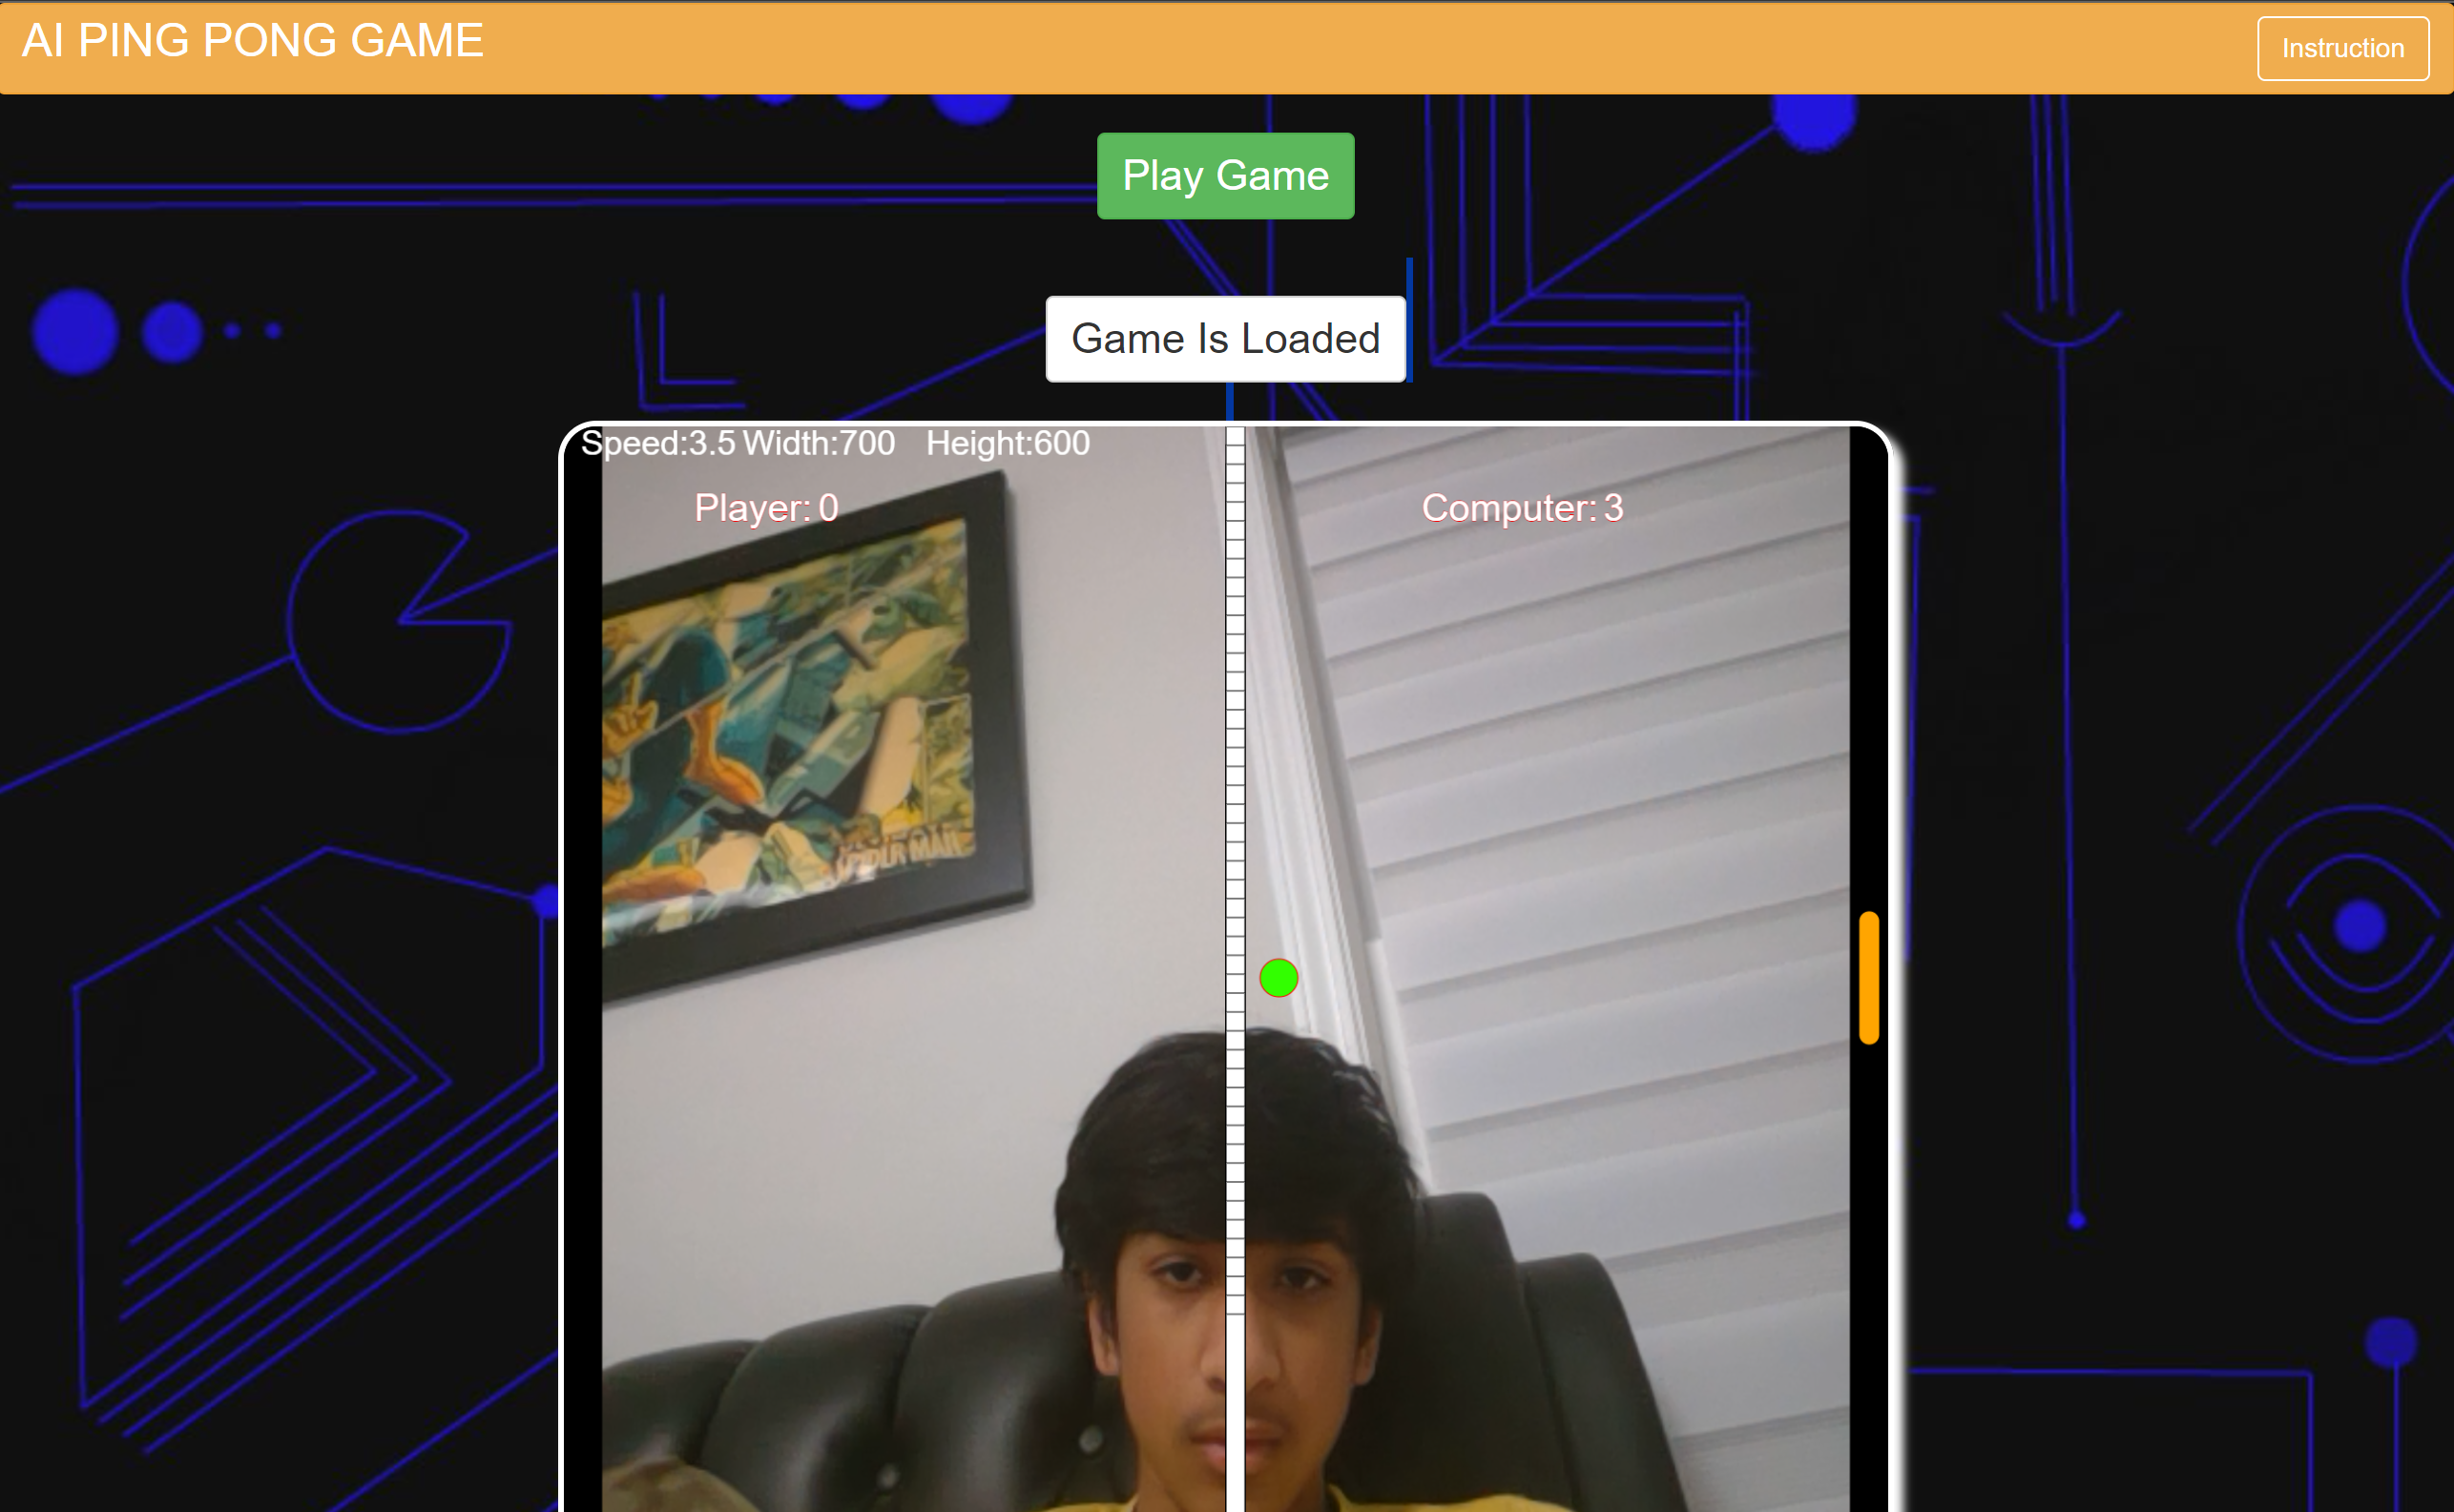 AI PING PONG GAME
Instruction
Play Game
Game Is Loaded
Speed:3.5 Width:700 Height:600
Player: 0
Computer: 3
SPIDER MAN